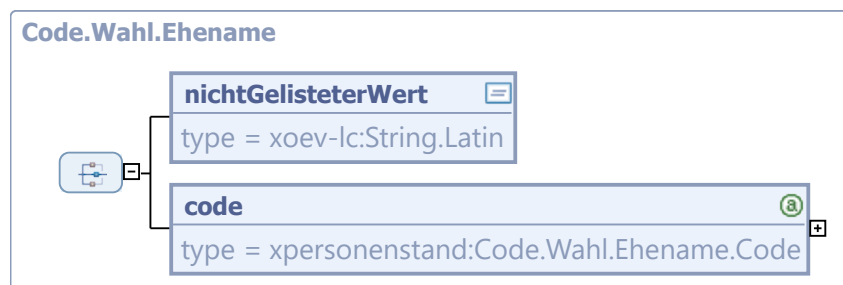 Code.Wahl.Ehename
nichtGelisteterWert
type = xoev-lc:String.Latin
code
type = xpersonenstand:Code.Wahl.Ehename.Code